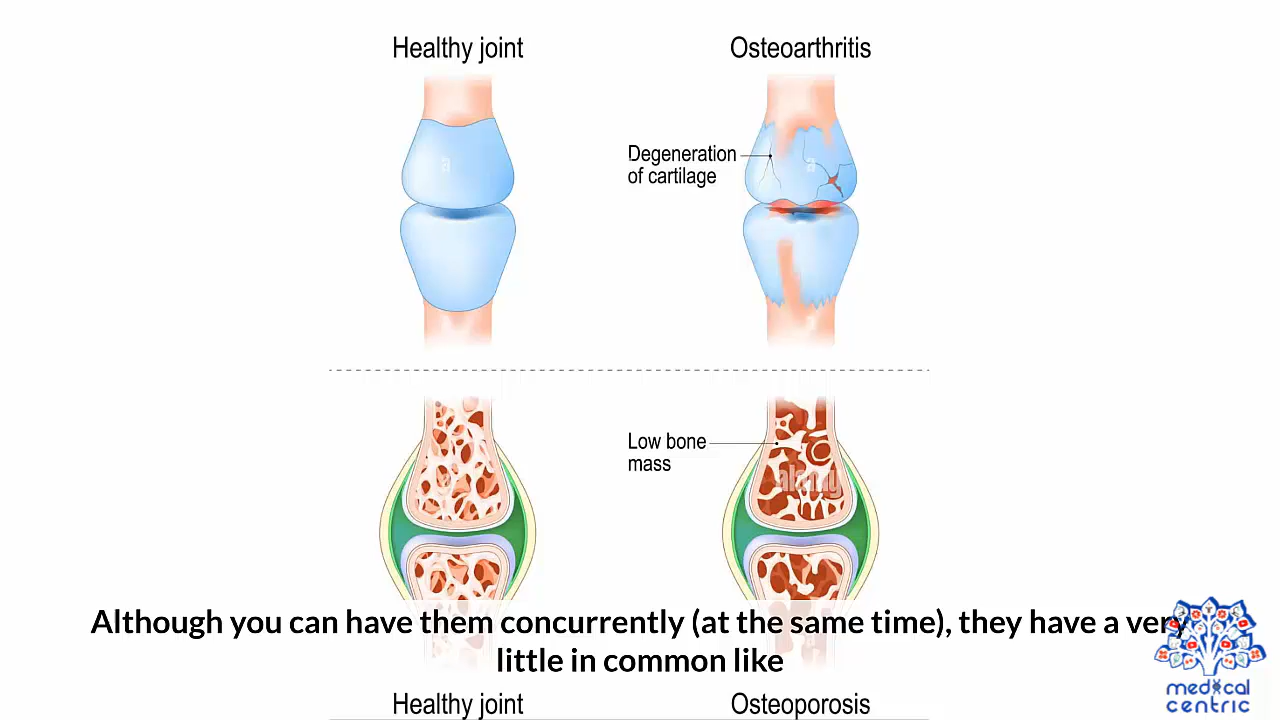 Healthy joint
Osteoarthritis
Degeneration
of cartilage
Low bone
mass
alamy
Although you can have them concurrently (at the same time), they have a very
little in common like
Healthy joint
Osteoporosis
medical
centric